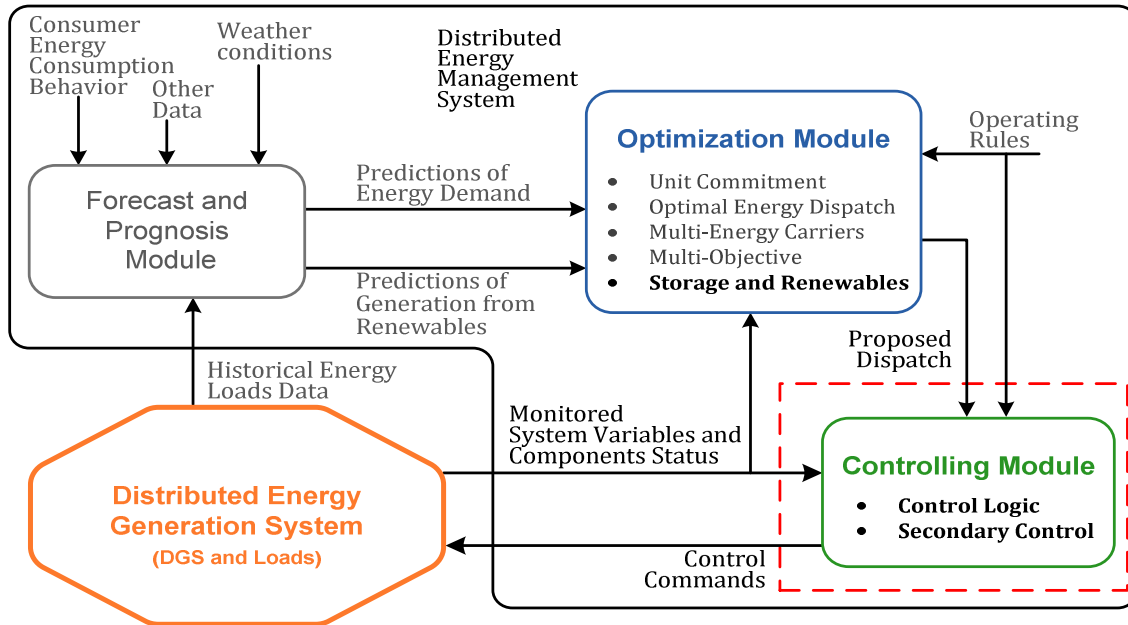 Consumer
Energy
Consumption
Behavior
Other
Data
Weather
conditions
Distributed
Energy
Management
System
Operating
Rules
Forecast and
Prognosis
Module
Predictions of
Energy Demand
Predictions of
Generation from
Renewables
Optimization Module
• Unit Commitment
• Optimal Energy Dispatch
• Multi-Energy Carriers
• Multi-Objective
• Storage and Renewables
Historical Energy
Loads Data
Proposed
Dispatch
Monitored
System Variables and
Components Status
Distributed Energy
Generation System
(DGS and Loads)
Controlling Module
• Control Logic
• Secondary Control
Control
Commands